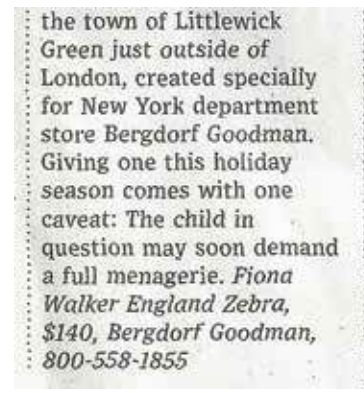 the town of Littlewick
Green just outside of
London, created specially
for New York department
store Bergdorf Goodman.
Giving one this holiday
season comes with one
caveat: The child in
question may soon demand
a full menagerie. Fiona
Walker England Zebra,
$140, Bergdorf Goodman,
800-558-1855